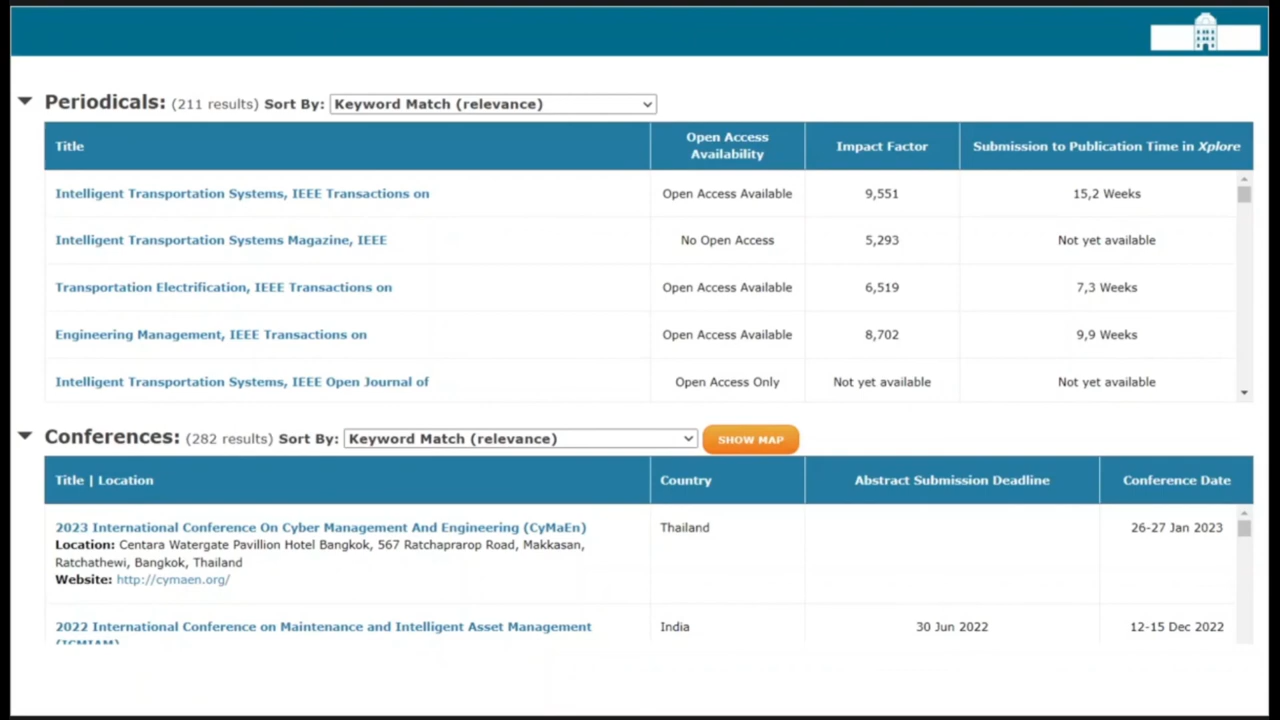 Periodicals: (211 results) Sort By: Keyword Match (relevance)
Title
Open Access
Availability
Impact Factor
Submission to Publication Time in Xplore
Intelligent Transportation Systems, IEEE Transactions on
Open Access Available
9,551
15,2 Weeks
Intelligent Transportation Systems Magazine, IEEE
No Open Access
5,293
Not yet available
Transportation Electrification, IEEE Transactions on
Open Access Available
6,519
7,3 Weeks
Engineering Management, IEEE Transactions on
Open Access Available
8,702
9,9 Weeks
Intelligent Transportation Systems, IEEE Open Journal of
Open Access Only
Not yet available
Not yet available
Conferences: (282 results) Sort By: Keyword Match (relevance)
SHOW MAP
Title | Location
Country
Abstract Submission Deadline
Conference Date
2023 International Conference On Cyber Management And Engineering (CyMaEn)
Location: Centara Watergate Pavillion Hotel Bangkok, 567 Ratchaprarop Road, Makkasan,
Ratchathewi, Bangkok, Thailand
Website: http://cymaen.org/
Thailand
26-27 Jan 2023
2022 International Conference on Maintenance and Intelligent Asset Management
(ICMIAM)
India
30 Jun 2022
12-15 Dec 2022